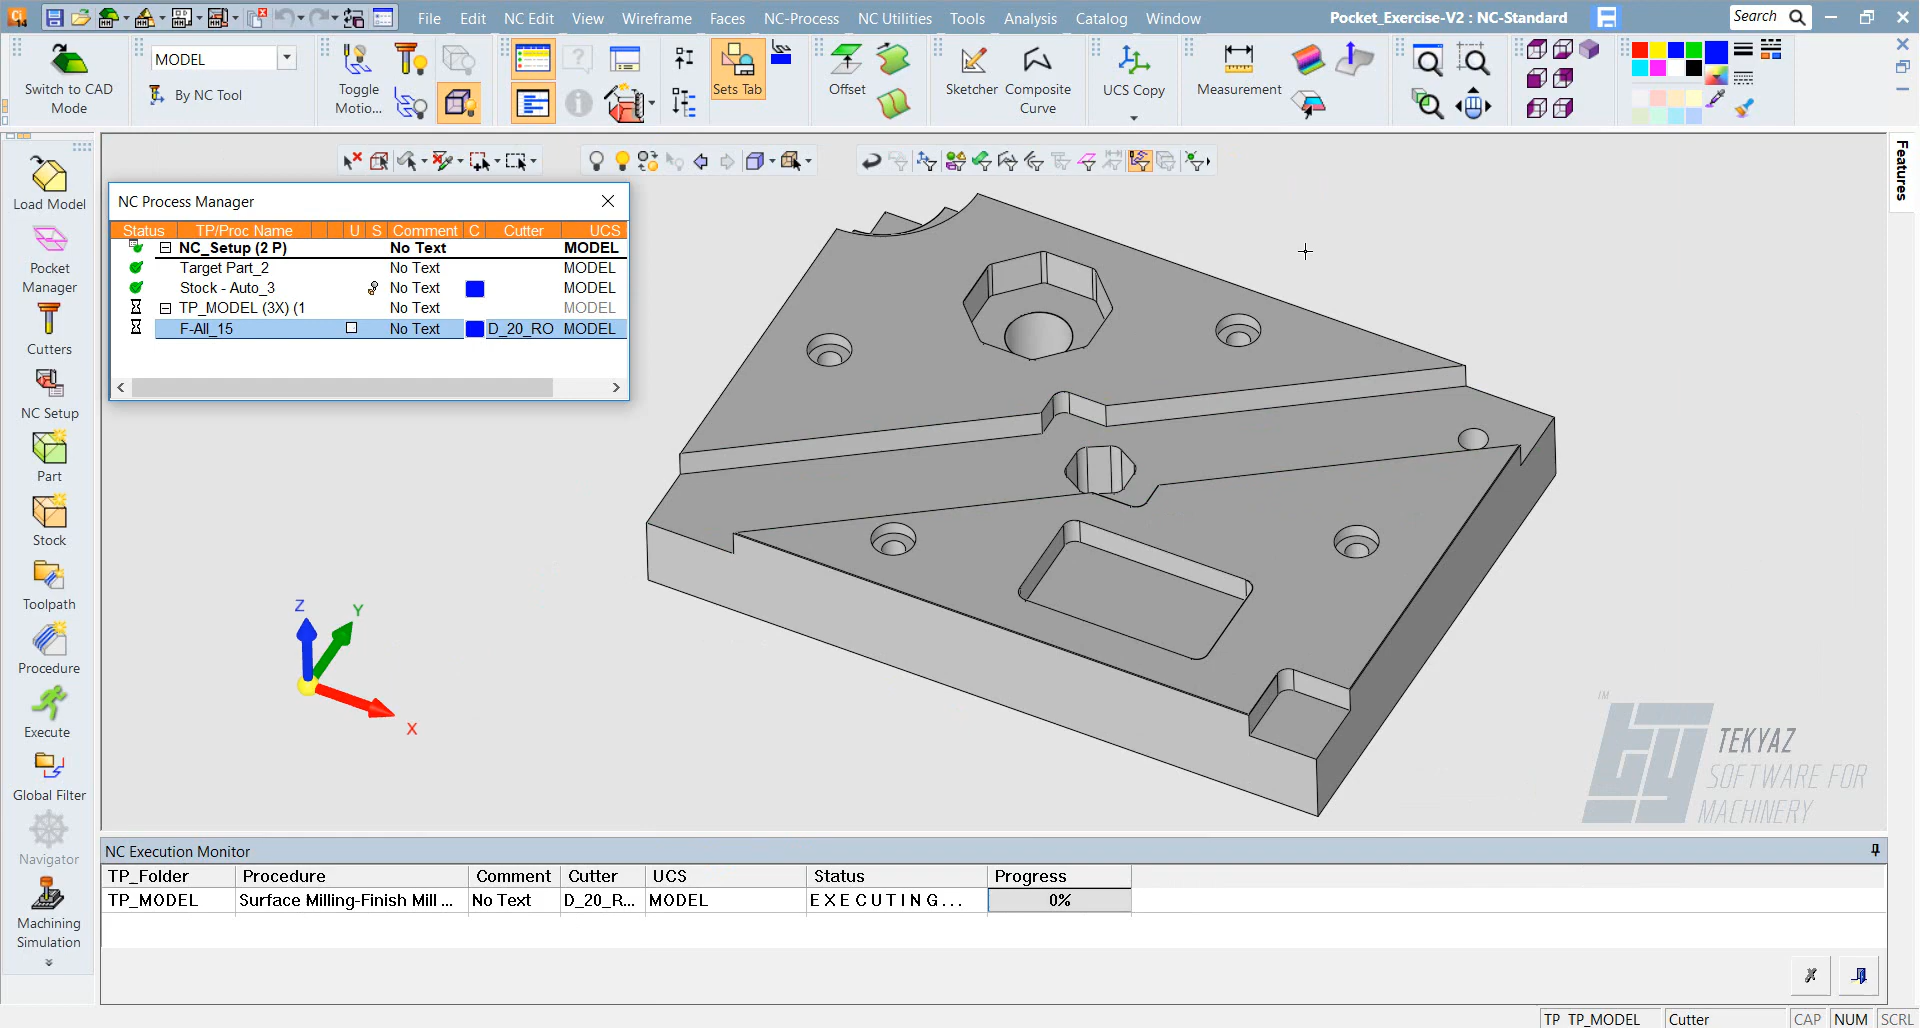 File Edit NC Edit View Wireframe Faces NC-Process NC Utilities Tools Analysis Catalog Window Pocket_Exercise-V2 : NC-Standard Search
Switch to CAD Mode
MODEL
By NC Tool
Toggle Motio...
Sets Tab
Offset
Sketcher
Composite Curve
UCS Copy
Measurement
Load Model
Pocket Manager
Cutters
NC Setup
Part
Stock
Toolpath
Procedure
Execute
Global Filter
Navigator
Machining Simulation
Features
NC Process Manager
Status TP/Proc Name U S Comment C Cutter UCS
NC_Setup (2 P) No Text MODEL
Target Part_2 No Text MODEL
Stock - Auto_3 No Text MODEL
TP_MODEL (3X) (1 No Text MODEL
F-All_15 No Text D_20_RO MODEL
Z
Y
X
TM
TEKYAZ
SOFTWARE FOR
MACHINERY
NC Execution Monitor
TP_Folder Procedure Comment Cutter UCS Status Progress
TP_MODEL Surface Milling-Finish Mill ... No Text D_20_R... MODEL EXECUTING... 0%
TP TP_MODEL Cutter CAP NUM SCRL